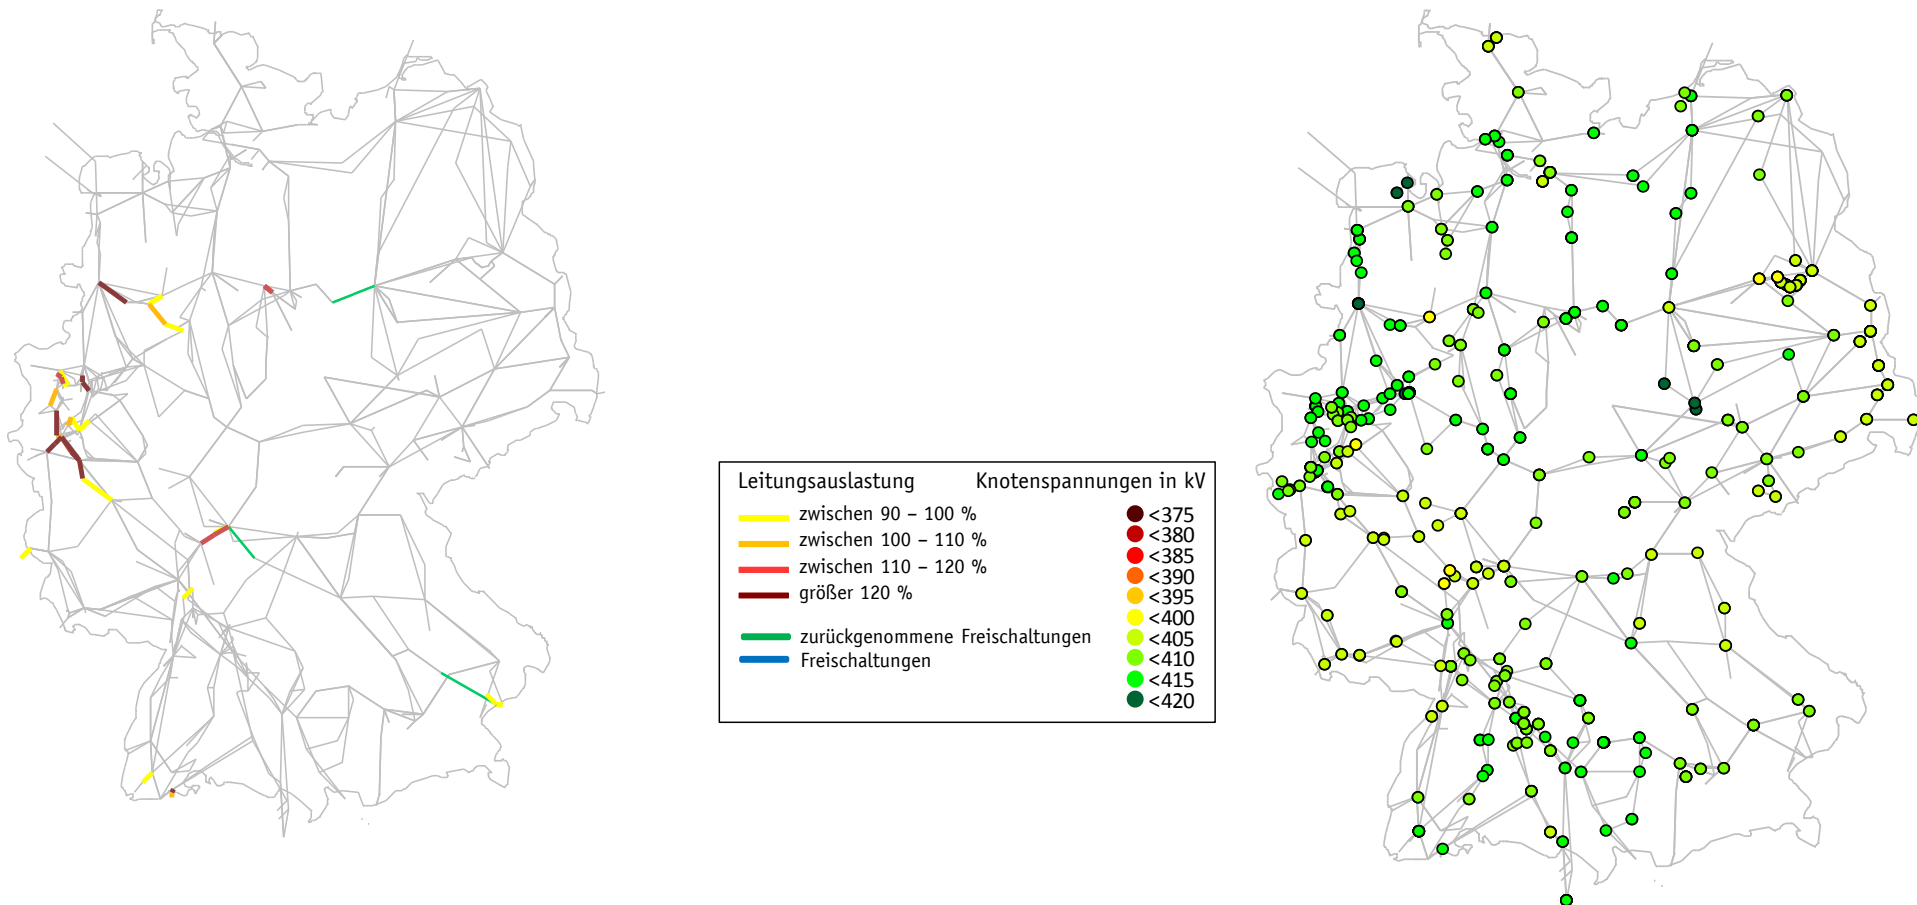 Leitungsauslastung
zwischen 90 – 100 %
zwischen 100 – 110 %
zwischen 110 – 120 %
größer 120 %
zurückgenommene Freischaltungen
Freischaltungen
Knotenspannungen in kV
<375
<380
<385
<390
<395
<400
<405
<410
<415
<420